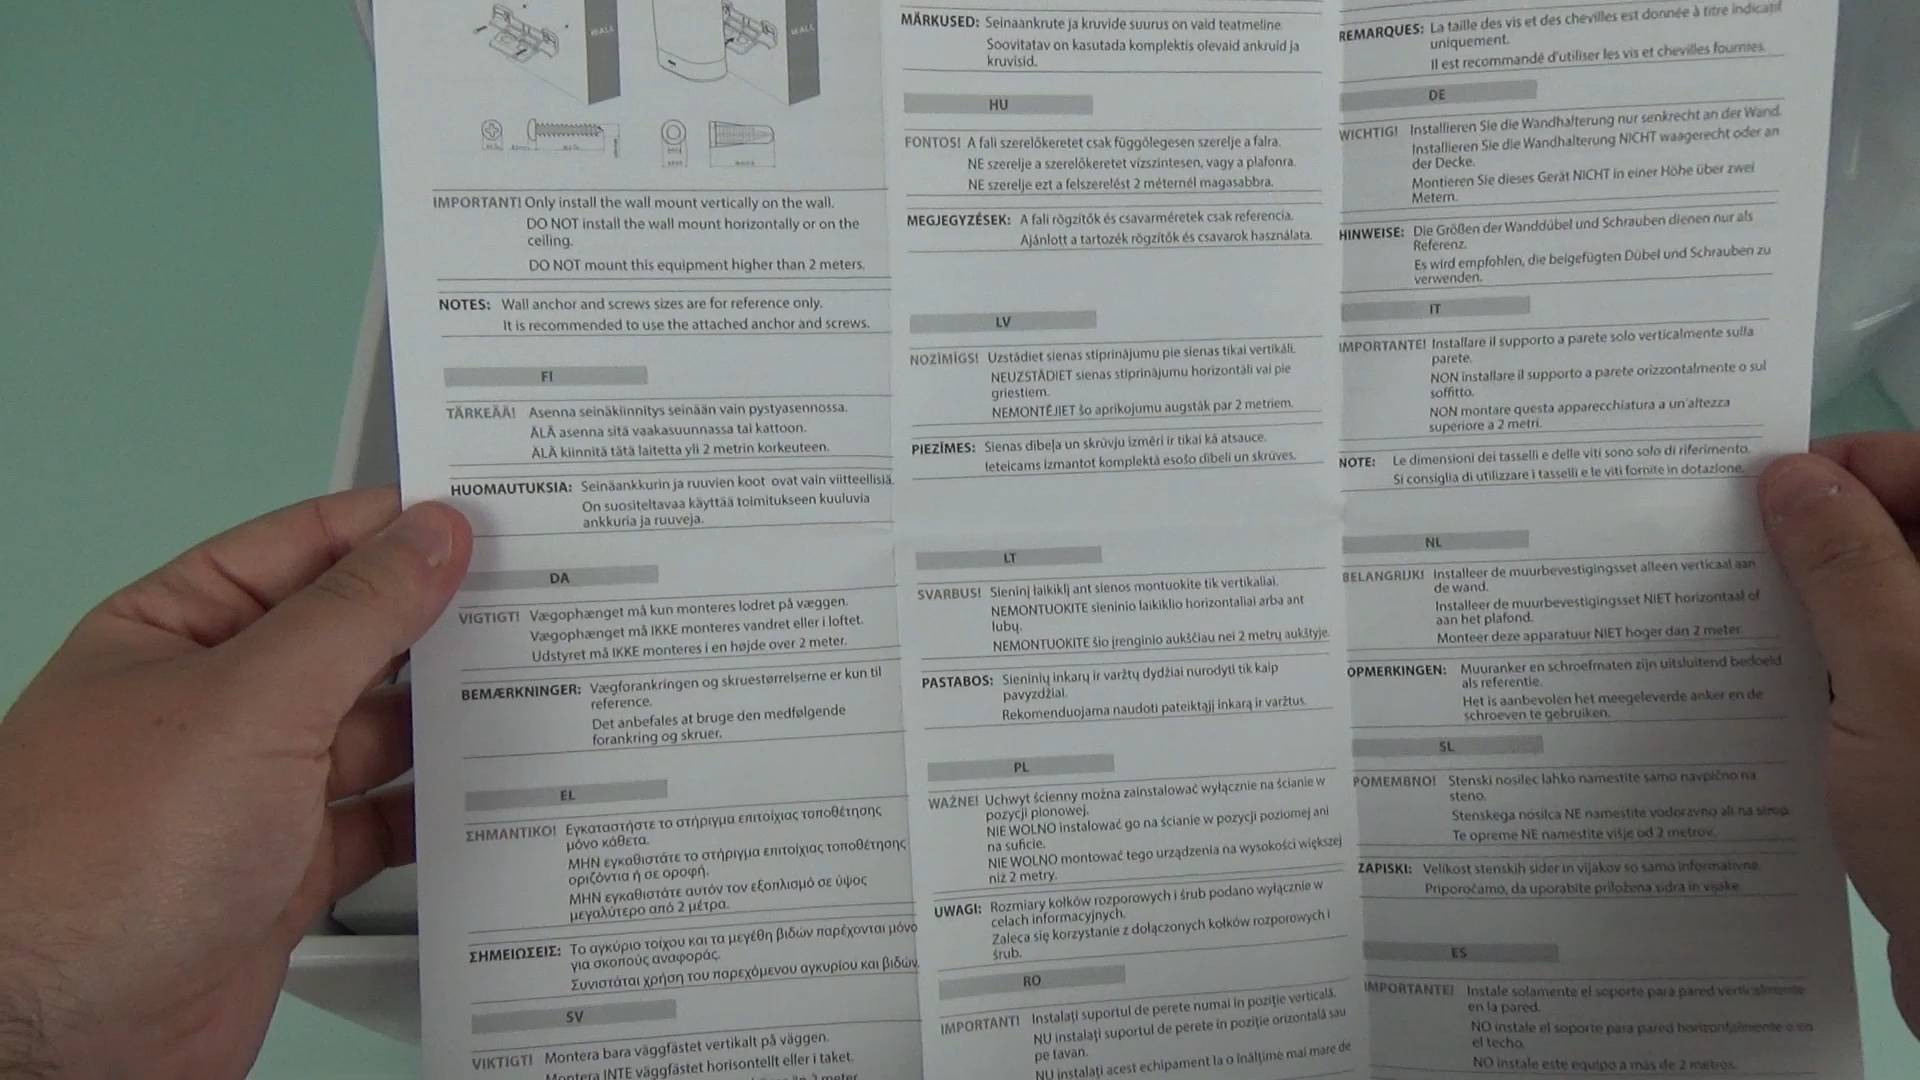 WALL
WALL
IMPORTANT! Only install the wall mount vertically on the wall.
DO NOT install the wall mount horizontally or on the
ceiling.
DO NOT mount this equipment higher than 2 meters.
NOTES: Wall anchor and screws sizes are for reference only.
It is recommended to use the attached anchor and screws.
FI
TÄRKEÄÄ! Asenna seinäkiinnitys seinään vain pystyasennossa.
ÄLÄ asenna sitä vaakasuunnassa tai kattoon.
ÄLÄ kiinnitä tätä laitetta yli 2 metrin korkeuteen.
HUOMAUTUKSIA: Seinäankkurin ja ruuvien koot ovat vain viitteellisiä.
On suositeltavaa käyttää toimitukseen kuuluvia
ankkuria ja ruuveja.
DA
VIGTIGT! Vægophænget må kun monteres lodret på væggen.
Vægophænget må IKKE monteres vandret eller i loftet.
Udstyret må IKKE monteres i en højde over 2 meter.
BEMÆRKNINGER: Vægforankringen og skruestørrelserne er kun til
reference.
Det anbefales at bruge den medfølgende
forankring og skruer.
EL
ΣΗΜΑΝΤΙΚΟ! Εγκαταστήστε το στήριγμα επιτοίχιας τοποθέτησης
μόνο κάθετα.
ΜΗΝ εγκαθιστάτε το στήριγμα επιτοίχιας τοποθέτησης
οριζόντια ή σε οροφή.
ΜΗΝ εγκαθιστάτε αυτόν τον εξοπλισμό σε ύψος
μεγαλύτερο από 2 μέτρα.
ΣΗΜΕΙΩΣΕΙΣ: Το αγκύριο τοίχου και τα μεγέθη βιδών παρέχονται μόνο
για σκοπούς αναφοράς.
Συνιστάται χρήση του παρεχόμενου αγκυρίου και βιδών.
SV
VIKTIGT! Montera bara väggfästet vertikalt på väggen.
Montera INTE väggfästet horisontellt eller i taket.
MÄRKUSED: Seinaankrute ja kruvide suurus on vaid teatmeline.
Soovitatav on kasutada komplektis olevaid ankruid ja
kruvisid.
HU
FONTOS! A fali szerelőkeretet csak függőlegesen szerelje a falra.
NE szerelje a szerelőkeretet vízszintesen, vagy a plafonra.
NE szerelje ezt a felszerelést 2 méternél magasabbra.
MEGJEGYZÉSEK: A fali rögzítők és csavarméretek csak referencia.
Ajánlott a tartozék rögzítők és csavarok használata.
LV
NOZĪMĪGS! Uzstādiet sienas stiprinājumu pie sienas tikai vertikāli.
NEUZSTĀDIET sienas stiprinājumu horizontāli vai pie
griestiem.
NEMONTĒJIET šo aprīkojumu augstāk par 2 metriem.
PIEZĪMES: Sienas dībeļa un skrūvju izmēri ir tikai kā atsauce.
Ieteicams izmantot komplektā esošo dībeli un skrūves.
LT
SVARBUS! Sieninį laikiklį ant sienos montuokite tik vertikaliai.
NEMONTUOKITE sieninio laikiklio horizontaliai arba ant
lubų.
NEMONTUOKITE šio įrenginio aukščiau nei 2 metrų aukštyje.
PASTABOS: Sieninių inkarų ir varžtų dydžiai nurodyti tik kaip
pavyzdžiai.
Rekomenduojama naudoti pateiktąjį inkarą ir varžtus.
PL
WAŻNE! Uchwyt ścienny można zainstalować wyłącznie na ścianie w
pozycji pionowej.
NIE WOLNO instalować go na ścianie w pozycji poziomej ani
na suficie.
NIE WOLNO montować tego urządzenia na wysokości większej
niż 2 metry.
UWAGI: Rozmiary kołków rozporowych i śrub podano wyłącznie w
celach informacyjnych.
Zaleca się korzystanie z dołączonych kołków rozporowych i
śrub.
RO
IMPORTANT! Instalați suportul de perete numai în poziție verticală.
NU instalați suportul de perete în poziție orizontală sau
pe tavan.
NU instalați acest echipament la o înălțime mai mare de
REMARQUES: La taille des vis et des chevilles est donnée à titre indicatif
uniquement.
Il est recommandé d'utiliser les vis et chevilles fournies.
DE
WICHTIG! Installieren Sie die Wandhalterung nur senkrecht an der Wand.
Installieren Sie die Wandhalterung NICHT waagerecht oder an
der Decke.
Montieren Sie dieses Gerät NICHT in einer Höhe über zwei
Metern.
HINWEISE: Die Größen der Wanddübel und Schrauben dienen nur als
Referenz.
Es wird empfohlen, die beigefügten Dübel und Schrauben zu
verwenden.
IT
IMPORTANTE! Installare il supporto a parete solo verticalmente sulla
parete.
NON installare il supporto a parete orizzontalmente o sul
soffitto.
NON montare questa apparecchiatura a un'altezza
superiore a 2 metri.
NOTE: Le dimensioni dei tasselli e delle viti sono solo di riferimento.
Si consiglia di utilizzare i tasselli e le viti fornite in dotazione.
NL
BELANGRIJK! Installeer de muurbevestigingsset alleen verticaal aan
de wand.
Installeer de muurbevestigingsset NIET horizontaal of
aan het plafond.
Monteer deze apparatuur NIET hoger dan 2 meter.
OPMERKINGEN: Muuranker en schroefmaten zijn uitsluitend bedoeld
als referentie.
Het is aanbevolen het meegeleverde anker en de
schroeven te gebruiken.
SL
POMEMBNO! Stenski nosilec lahko namestite samo navpično na
steno.
Stenskega nosilca NE namestite vodoravno ali na strop.
Te opreme NE namestite višje od 2 metrov.
ZAPISKI: Velikost stenskih sider in vijakov so samo informativne.
Priporočamo, da uporabite priložena sidra in vijake.
ES
IMPORTANTE! Instale solamente el soporte para pared verticalmente
en la pared.
NO instale el soporte para pared horizontalmente o en
el techo.
NO instale este equipo a más de 2 metros.